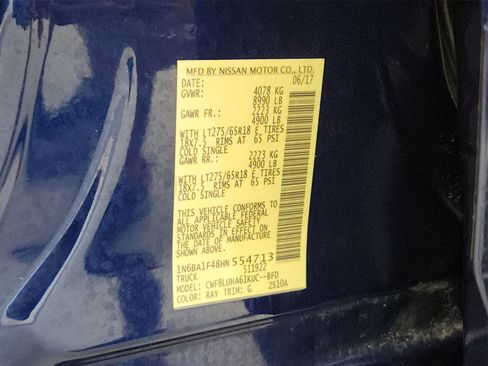 MFD BY NISSAN MOTOR CO., LTD.
DATE: 06/17
GVWR: 4078 KG
8990 LB
GAWR FR.: 2223 KG
4900 LB
WITH LT275/65R18 E TIRES
18x7.5 RIMS AT 65 PSI
COLD SINGLE
GAWR RR.: 2223 KG
4900 LB
WITH LT275/65R18 E TIRES
18x7.5 RIMS AT 65 PSI
COLD SINGLE
THIS VEHICLE CONFORMS TO
ALL APPLICABLE FEDERAL
MOTOR VEHICLE SAFETY
STANDARDS IN EFFECT ON
THE DATE OF MANUFACTURE
SHOWN ABOVE.
1N6BA1F48HN554713
TRUCK 511922
MODEL: CWF8LUHA61KUC--BFD
COLOR: RAY TRIM: G 2S10A